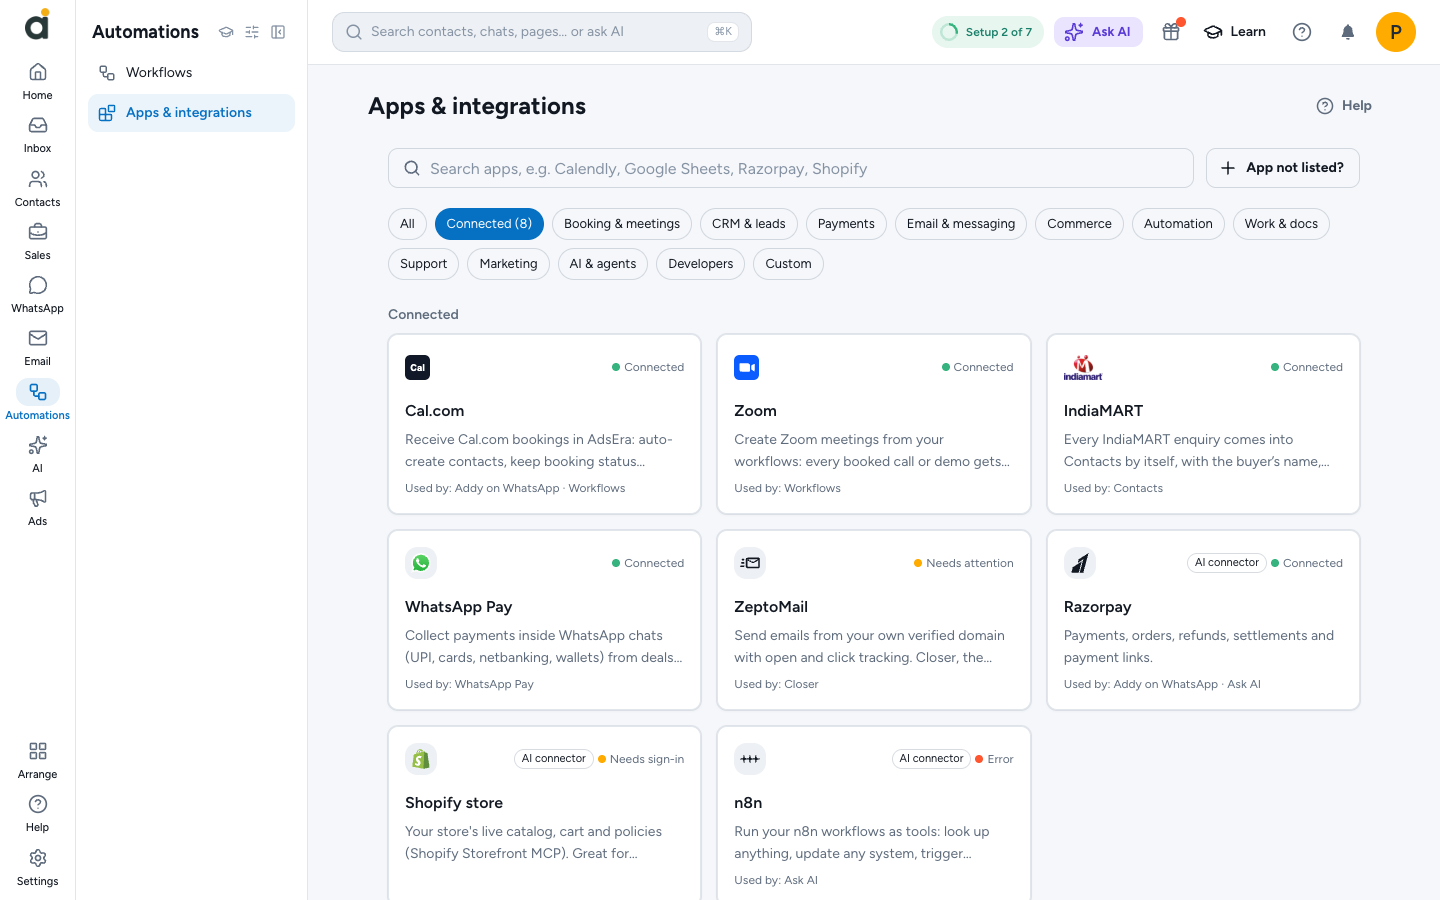 Automations
Search contacts, chats, pages... or ask AI
⌘K
Setup 2 of 7
Ask AI
Learn
P
Home
Inbox
Contacts
Sales
WhatsApp
Email
Automations
AI
Ads
Arrange
Help
Settings
Workflows
Apps & integrations
Apps & integrations
Help
Search apps, e.g. Calendly, Google Sheets, Razorpay, Shopify
App not listed?
All
Connected (8)
Booking & meetings
CRM & leads
Payments
Email & messaging
Commerce
Automation
Work & docs
Support
Marketing
AI & agents
Developers
Custom
Connected
Cal
Connected
Cal.com
Receive Cal.com bookings in AdsEra: auto-
create contacts, keep booking status...
Used by: Addy on WhatsApp · Workflows
Connected
Zoom
Create Zoom meetings from your
workflows: every booked call or demo gets...
Used by: Workflows
indiamart
Connected
IndiaMART
Every IndiaMART enquiry comes into
Contacts by itself, with the buyer's name,...
Used by: Contacts
Connected
WhatsApp Pay
Collect payments inside WhatsApp chats
(UPI, cards, netbanking, wallets) from deals...
Used by: WhatsApp Pay
Needs attention
ZeptoMail
Send emails from your own verified domain
with open and click tracking. Closer, the...
Used by: Closer
AI connector
Connected
Razorpay
Payments, orders, refunds, settlements and
payment links.
Used by: Addy on WhatsApp · Ask AI
AI connector
Needs sign-in
Shopify store
Your store's live catalog, cart and policies
(Shopify Storefront MCP). Great for...
AI connector
Error
n8n
Run your n8n workflows as tools: look up
anything, update any system, trigger...
Used by: Ask AI